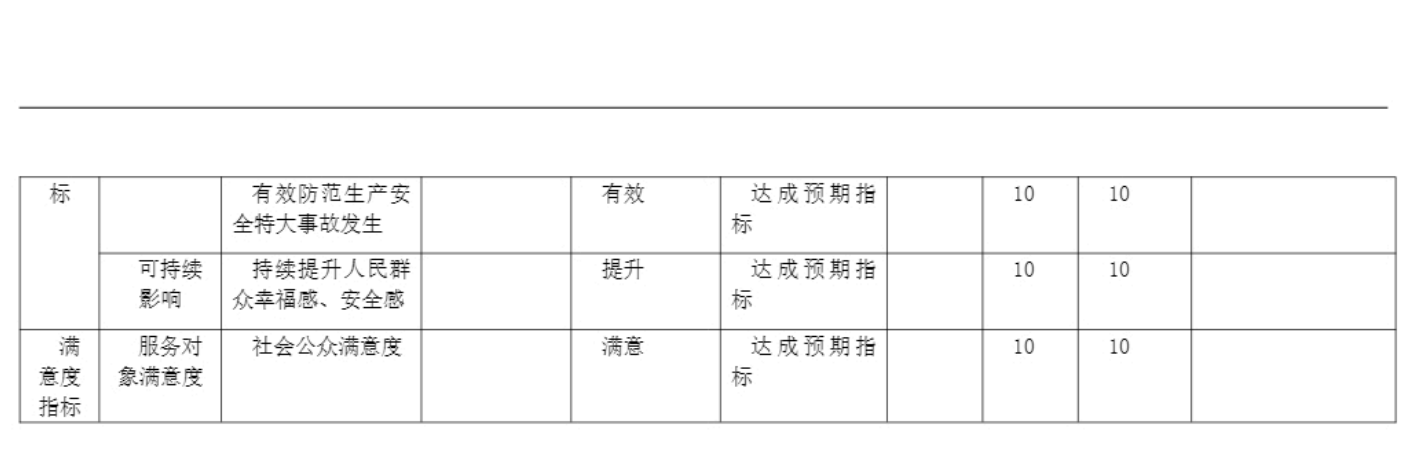 标 有效防范生产安 有效 达成预期指 10 10
全特大事故发生 标
可持续 持续提升人民群 提升 达成预期指 10 10
影响 众幸福感、安全感 标
满 服务对 社会公众满意度 满意 达成预期指 10 10
意度 象满意度 标
指标